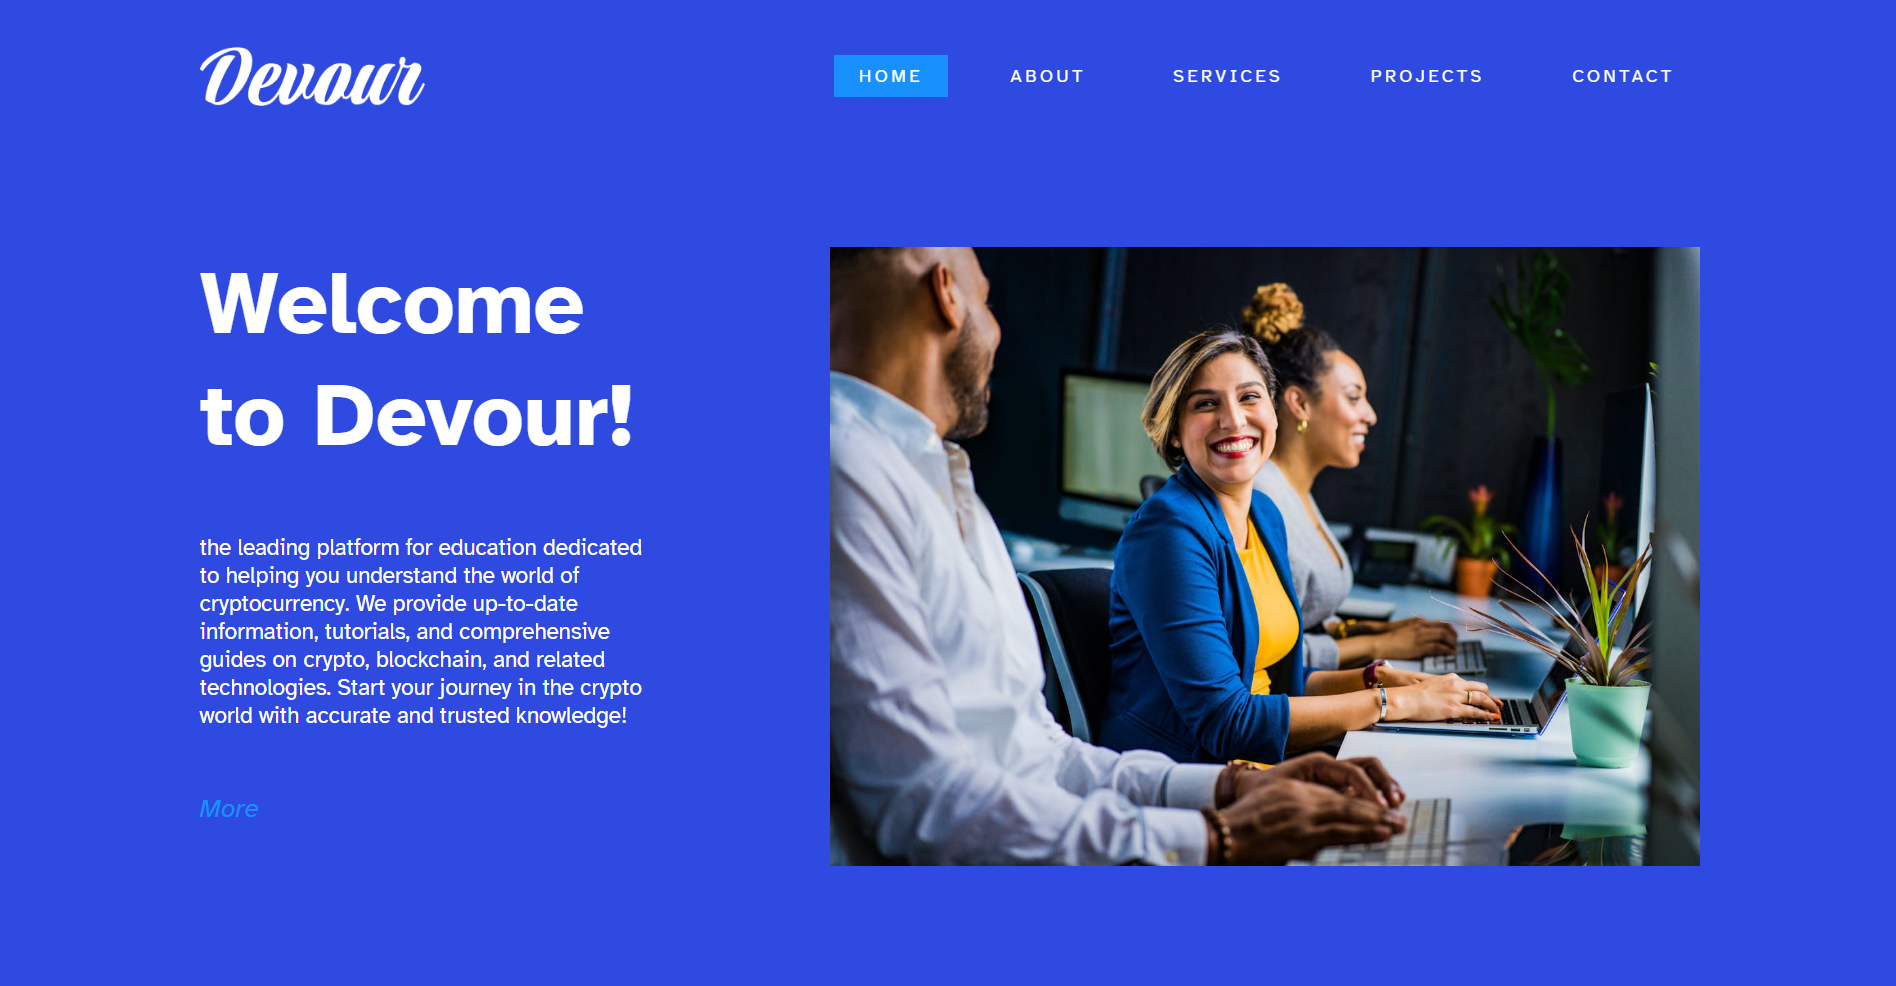 Devour
HOME
ABOUT
SERVICES
PROJECTS
CONTACT
Welcome
to Devour!
the leading platform for education dedicated
to helping you understand the world of
cryptocurrency. We provide up-to-date
information, tutorials, and comprehensive
guides on crypto, blockchain, and related
technologies. Start your journey in the crypto
world with accurate and trusted knowledge!
More